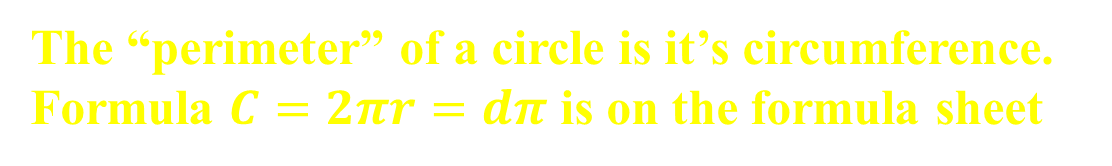 The “perimeter” of a circle is it’s circumference.
Formula C = 2πr = dπ is on the formula sheet